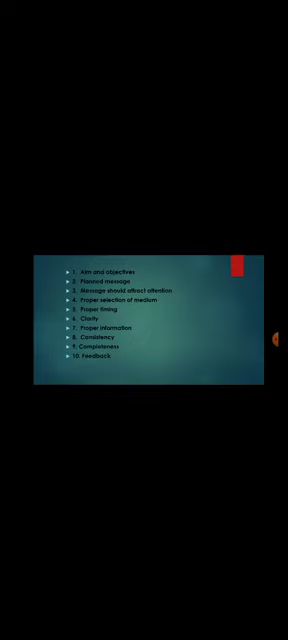 1. Aim and objectives
2. Planned message
3. Message should attract attention
4. Proper selection of medium
5. Proper timing
6. Clarity
7. Proper information
8. Consistency
9. Completeness
10. Feedback